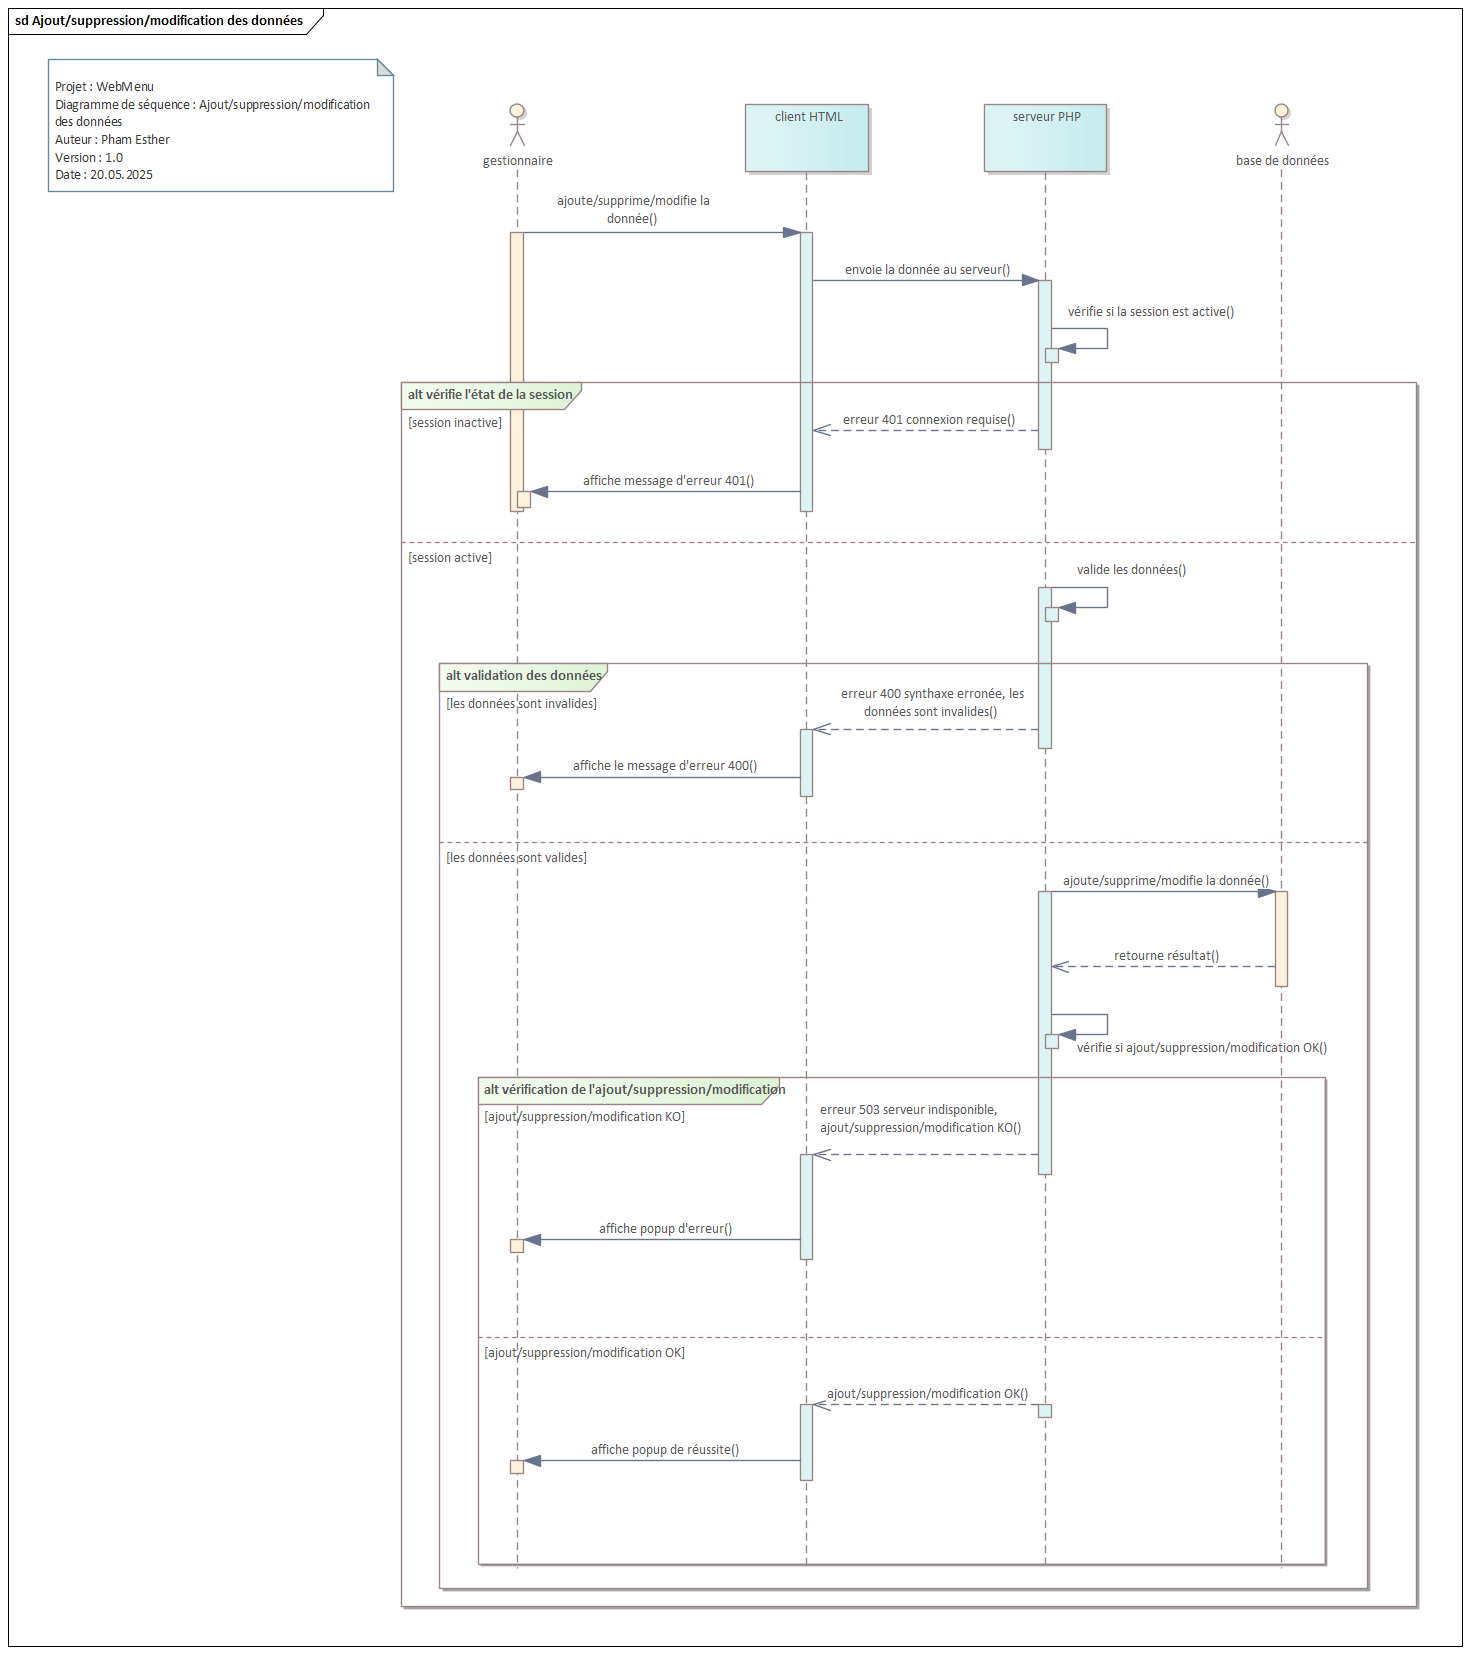 sd Ajout/suppression/modification des données
Projet : WebMenu
Diagramme de séquence : Ajout/suppression/modification
des données
Auteur : Pham Esther
Version : 1.0
Date : 20.05.2025
gestionnaire
client HTML
serveur PHP
base de données
ajoute/supprime/modifie la
donnée()
envoie la donnée au serveur()
vérifie si la session est active()
alt vérifie l'état de la session
[session inactive]
erreur 401 connexion requise()
affiche message d'erreur 401()
[session active]
valide les données()
alt validation des données
[les données sont invalides]
erreur 400 synthaxe erronée, les
données sont invalides()
affiche le message d'erreur 400()
[les données sont valides]
ajoute/supprime/modifie la donnée()
retourne résultat()
vérifie si ajout/suppression/modification OK()
alt vérification de l'ajout/suppression/modification
[ajout/suppression/modification KO]
erreur 503 serveur indisponible,
ajout/suppression/modification KO()
affiche popup d'erreur()
[ajout/suppression/modification OK]
ajout/suppression/modification OK()
affiche popup de réussite()